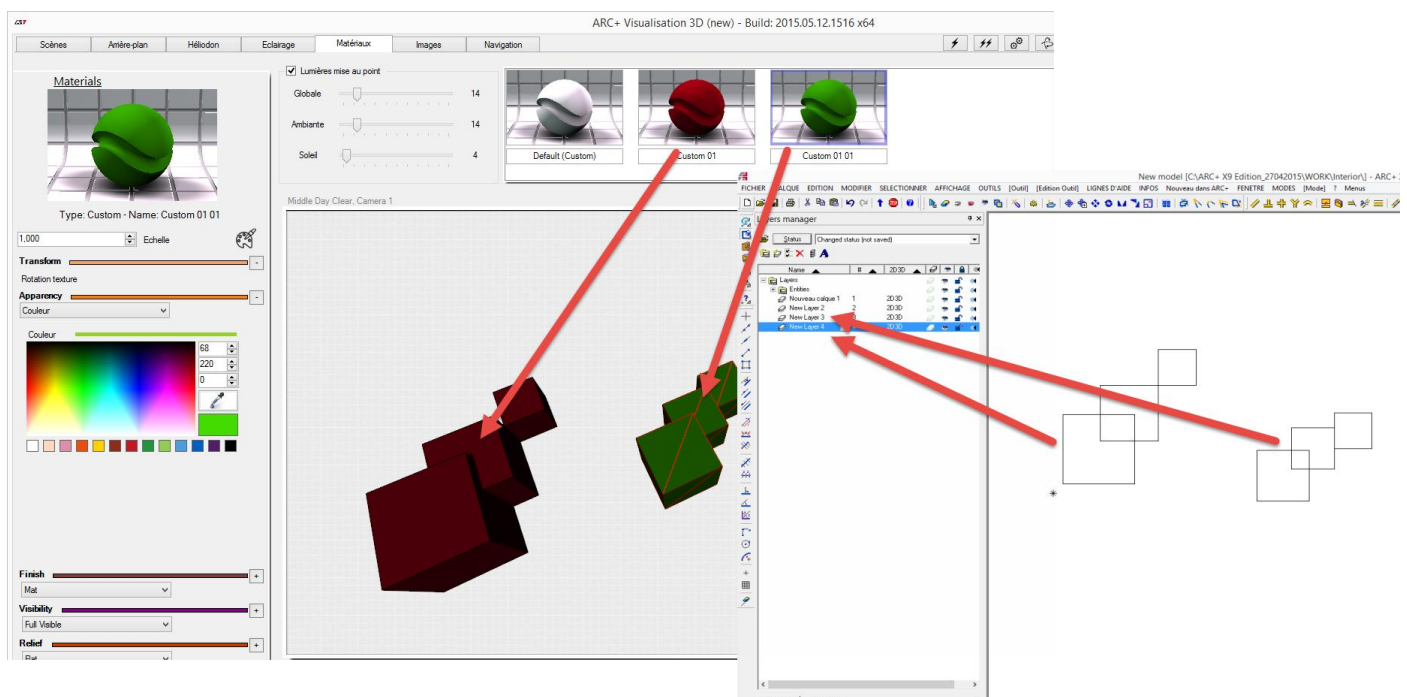 ARC+ Visualisation 3D (new) - Build: 2015.05.12.1516 x64
Scènes Arrière-plan Héliodon Eclairage Matériaux Images Navigation
Materials
Type: Custom - Name: Custom 01 01
1,000 Echelle
Transform -
Rotation texture
Apparency -
Couleur
Couleur
68
220
0
Finish +
Mat
Visibility +
Full Visible
Relief +
Flat
Lumières mise au point
Globale 14
Ambiante 14
Soleil 4
Default (Custom) Custom 01 Custom 01 01
Middle Day Clear, Camera 1
New model [C:\ARC+ X9 Edition_27042015\WORK\Interior\] - ARC+
FICHIER CALQUE EDITION MODIFIER SELECTIONNER AFFICHAGE OUTILS [Outil] [Edition Outil] LIGNES D'AIDE INFOS Nouveau dans ARC+ FENETRE MODES [Mode] ? Menus
Layers manager
Status Changed status (not saved)
Name # 2D3D
Layers
Entities
Nouveau calque 1 1 2D3D
New Layer 2 2 2D3D
New Layer 3 2D3D
New Layer 4 2D3D